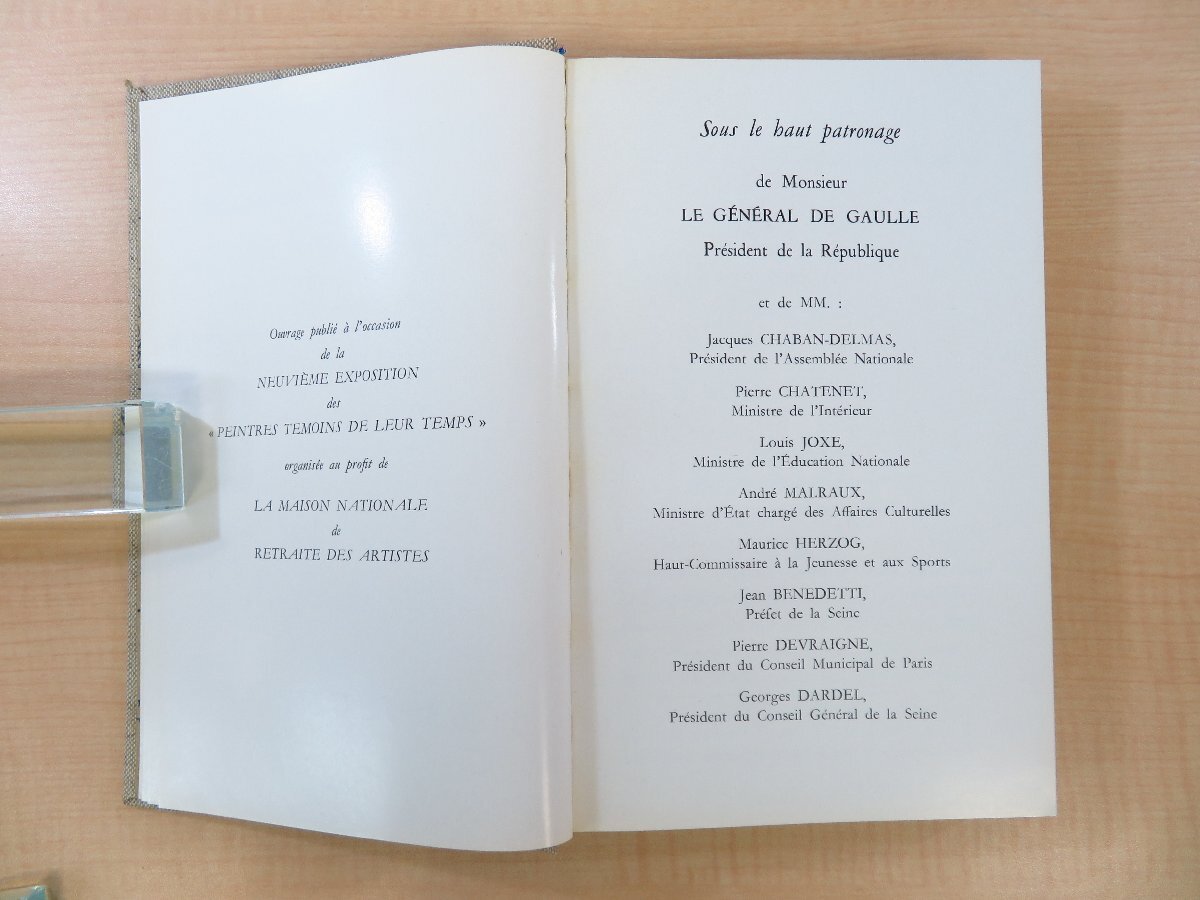 Ouvrage publié à l'occasion
de la
NEUVIÈME EXPOSITION
des
« PEINTRES TEMOINS DE LEUR TEMPS »
organisée au profit de
LA MAISON NATIONALE
de
RETRAITE DES ARTISTES
Sous le haut patronage
de Monsieur
LE GÉNÉRAL DE GAULLE
Président de la République
et de MM. :
Jacques CHABAN-DELMAS,
Président de l'Assemblée Nationale
Pierre CHATENET,
Ministre de l'Intérieur
Louis JOXE,
Ministre de l'Éducation Nationale
André MALRAUX,
Ministre d'État chargé des Affaires Culturelles
Maurice HERZOG,
Haut-Commissaire à la Jeunesse et aux Sports
Jean BENEDETTI,
Préfet de la Seine
Pierre DEVRAIGNE,
Président du Conseil Municipal de Paris
Georges DARDEL,
Président du Conseil Général de la Seine